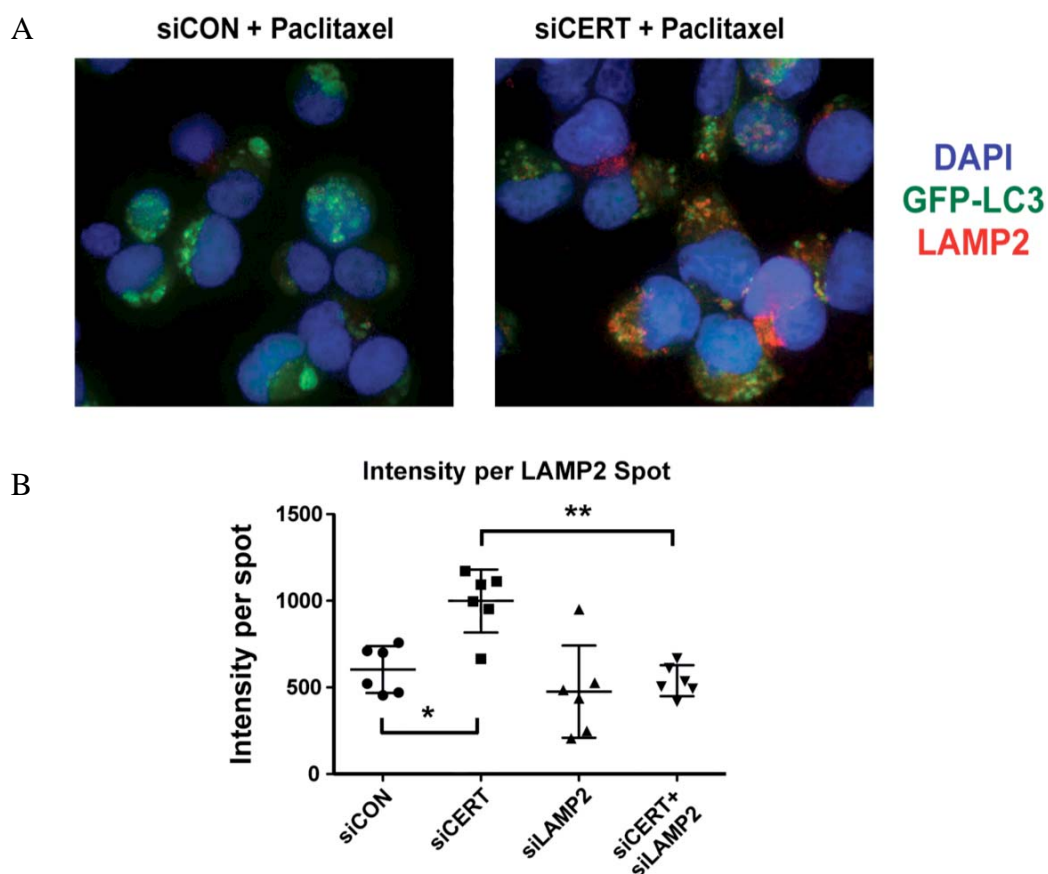 A
siCON + Paclitaxel
siCERT + Paclitaxel
DAPI
GFP-LC3
LAMP2
B
Intensity per LAMP2 Spot
Intensity per spot
1500
1000
500
0
*
**
siCON
siCERT
siLAMP2
siCERT+
siLAMP2